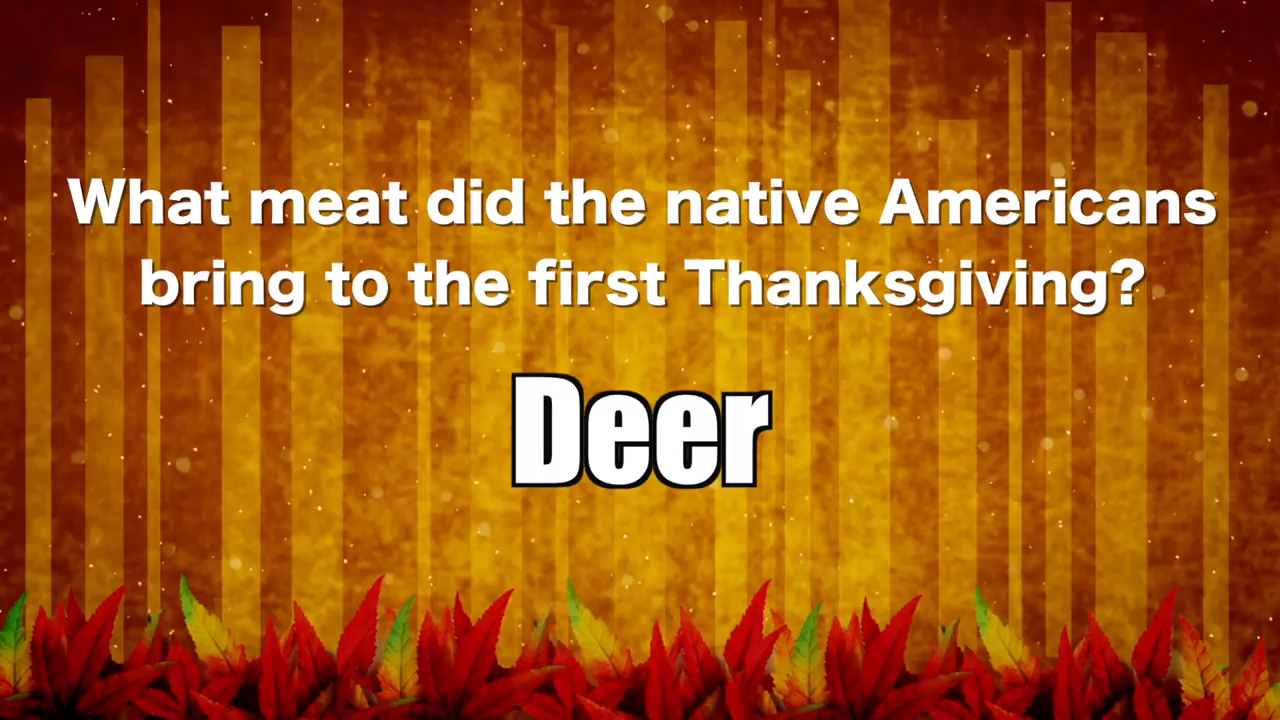 What meat did the native Americans
bring to the first Thanksgiving?
Deer